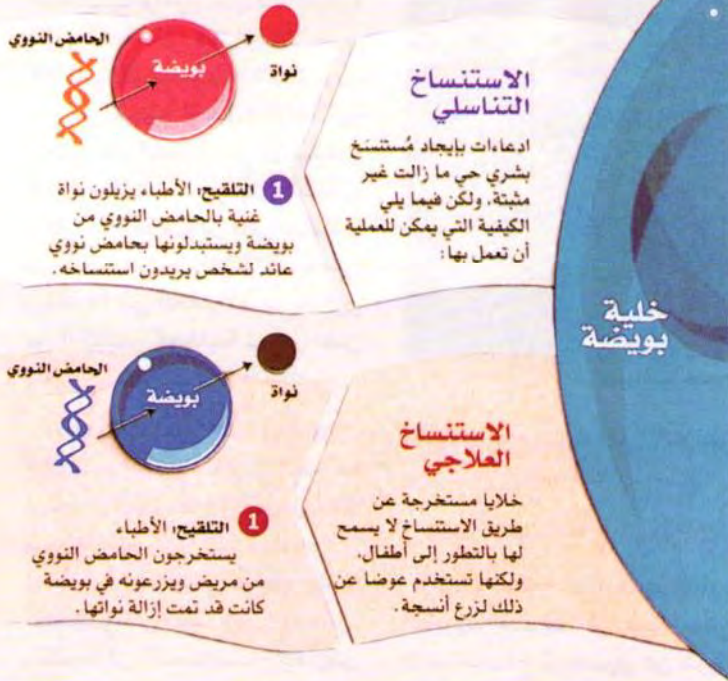 خلية
بويضة
الاستنساخ
التناسلي
ادعاءات بإيجاد مُستنسَخ
بشري حي ما زالت غير
مثبتة. ولكن فيما يلي
الكيفية التي يمكن للعملية
أن تعمل بها:
الحامض النووي
بويضة
نواة
1 التلقيح: الأطباء يزيلون نواة
غنية بالحامض النووي من
بويضة ويستبدلونها بحامض نووي
عائد لشخص يريدون استنساخه.
الاستنساخ
العلاجي
خلايا مستخرجة عن
طريق الاستنساخ لا يسمح
لها بالتطور إلى أطفال.
ولكنها تستخدم عوضا عن
ذلك لزرع أنسجة.
الحامض النووي
بويضة
نواة
1 التلقيح: الأطباء
يستخرجون الحامض النووي
من مريض ويزرعونه في بويضة
كانت قد تمت إزالة نواتها.